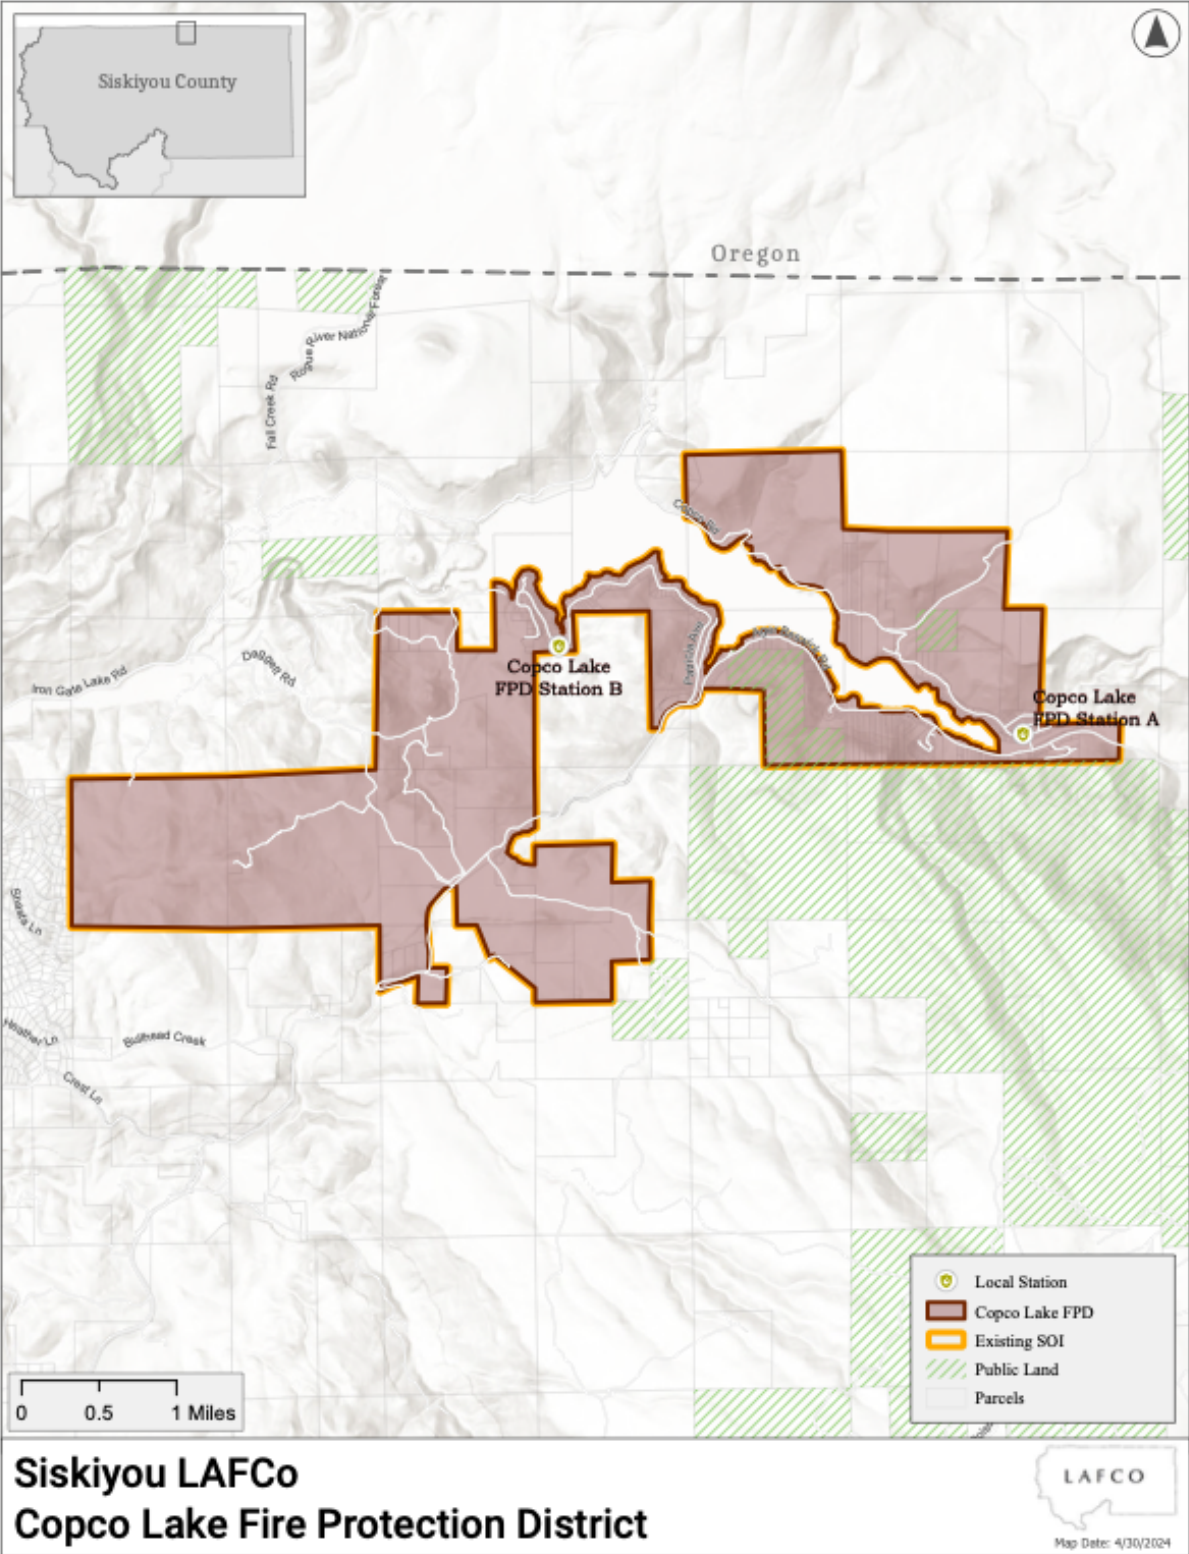 Siskiyou County
Oregon
Rogue River National Forest
Fall Creek Rd
Copco Rd
Iron Gate Lake Rd
Daggen Rd
Patricia Ave
Copco Lake
FPD Station B
Copco Lake
FPD Station A
Shasta Ln
Heather Ln
Bullhead Creek
Crest Ln
Local Station
Copco Lake FPD
Existing SOI
Public Land
Parcels
0 0.5 1 Miles
Siskiyou LAFCo
Copco Lake Fire Protection District
LAFCO
Map Date: 4/30/2024